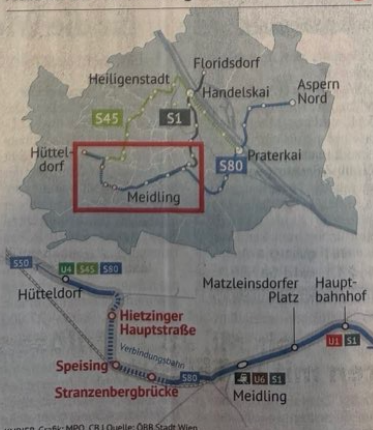 Floridsdorf
Heiligenstadt
Handelskai
Aspern
Nord
S45
S1
Hüttel-
dorf
S80
Praterkai
Meidling
S50
U4 S45 S80
Hütteldorf
Matzleinsdorfer
Platz
Haupt-
bahnhof
Hietzinger
Hauptstraße
U1 S1
Verbindungsbahn
Speising
S80
U6 S1
Stranzenbergbrücke
Meidling
Grafik: MPO, CB | Quelle: ÖBB, Stadt Wien